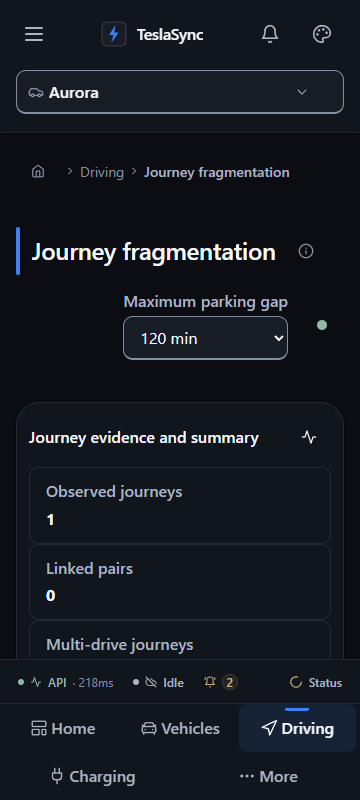 TeslaSync
Aurora
Driving > Journey fragmentation
Journey fragmentation
Maximum parking gap
120 min
Journey evidence and summary
Observed journeys
1
Linked pairs
0
Multi-drive journeys
API · 218ms Idle 2 Status
Home Vehicles Driving
Charging More